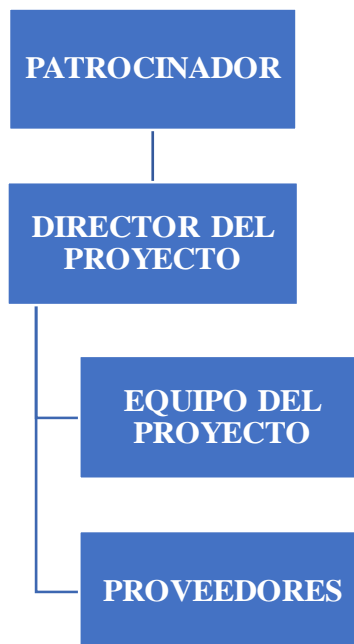 PATROCINADOR
DIRECTOR DEL
PROYECTO
EQUIPO DEL
PROYECTO
PROVEEDORES